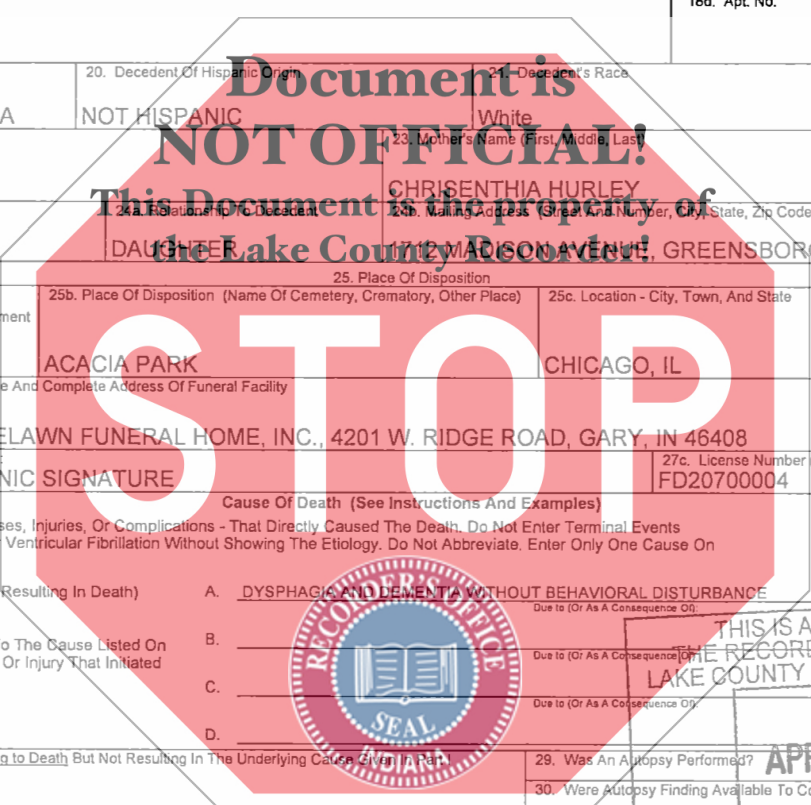 18d. Apt. No.
20. Decedent Of Hispanic Origin
21. Decedent's Race
A
NOT HISPANIC
White
Document is
NOT OFFICIAL!
This Document is the property of
the Lake County Recorder!
23. Mother's Name (First, Middle, Last)
CHRISENTHIA HURLEY
24a. Relationship To Decedent
24b. Mailing Address (Street And Number, City, State, Zip Code
DAUGHTER
1712 MADISON AVENUE, GREENSBOR
25. Place Of Disposition
25b. Place Of Disposition (Name Of Cemetery, Crematory, Other Place)
25c. Location - City, Town, And State
ment
ACACIA PARK
CHICAGO, IL
STOP
e And Complete Address Of Funeral Facility
ELAWN FUNERAL HOME, INC., 4201 W. RIDGE ROAD, GARY, IN 46408
NIC SIGNATURE
27c. License Number
FD20700004
Cause Of Death (See Instructions And Examples)
ses, Injuries, Or Complications - That Directly Caused The Death. Do Not Enter Terminal Events
Ventricular Fibrillation Without Showing The Etiology. Do Not Abbreviate. Enter Only One Cause On
Resulting In Death)
A. DYSPHAGIA AND DEMENTIA WITHOUT BEHAVIORAL DISTURBANCE
Due to (Or As A Consequence Of):
THIS IS A
THE RECOR
LAKE COUNTY
o The Cause Listed On
Or Injury That Initiated
B.
Due to (Or As A Consequence Of):
C.
Due to (Or As A Consequence Of):
D.
RECORDER'S OFFICE
SEAL
INDIANA
g to Death But Not Resulting In The Underlying Cause Given In Part I
29. Was An Autopsy Performed?
AP
30. Were Autopsy Finding Available To C